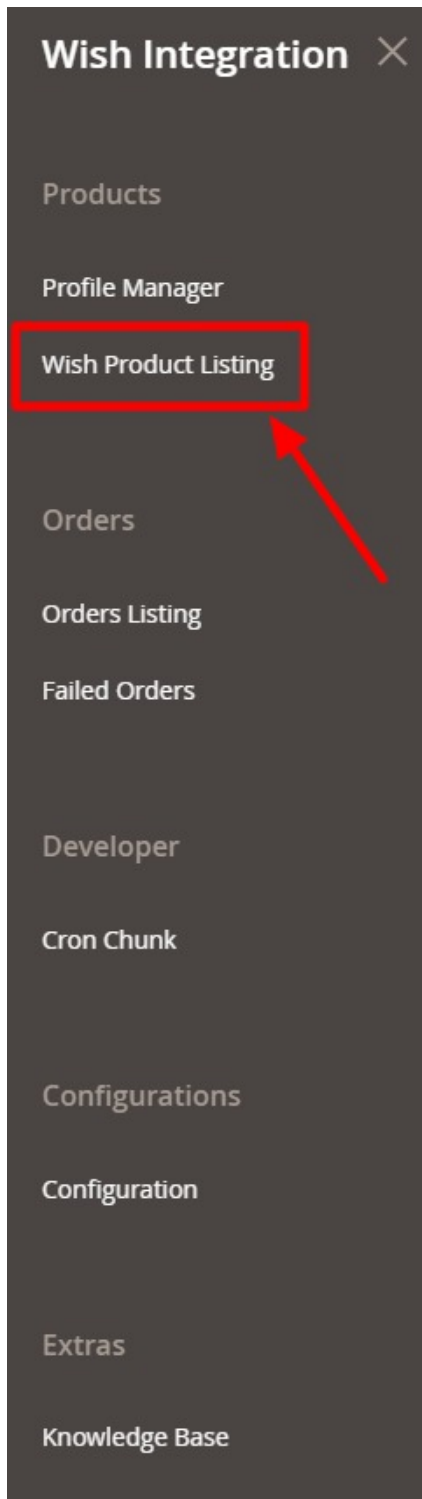 Wish Integration
Products
Profile Manager
Wish Product Listing
Orders
Orders Listing
Failed Orders
Developer
Cron Chunk
Configurations
Configuration
Extras
Knowledge Base